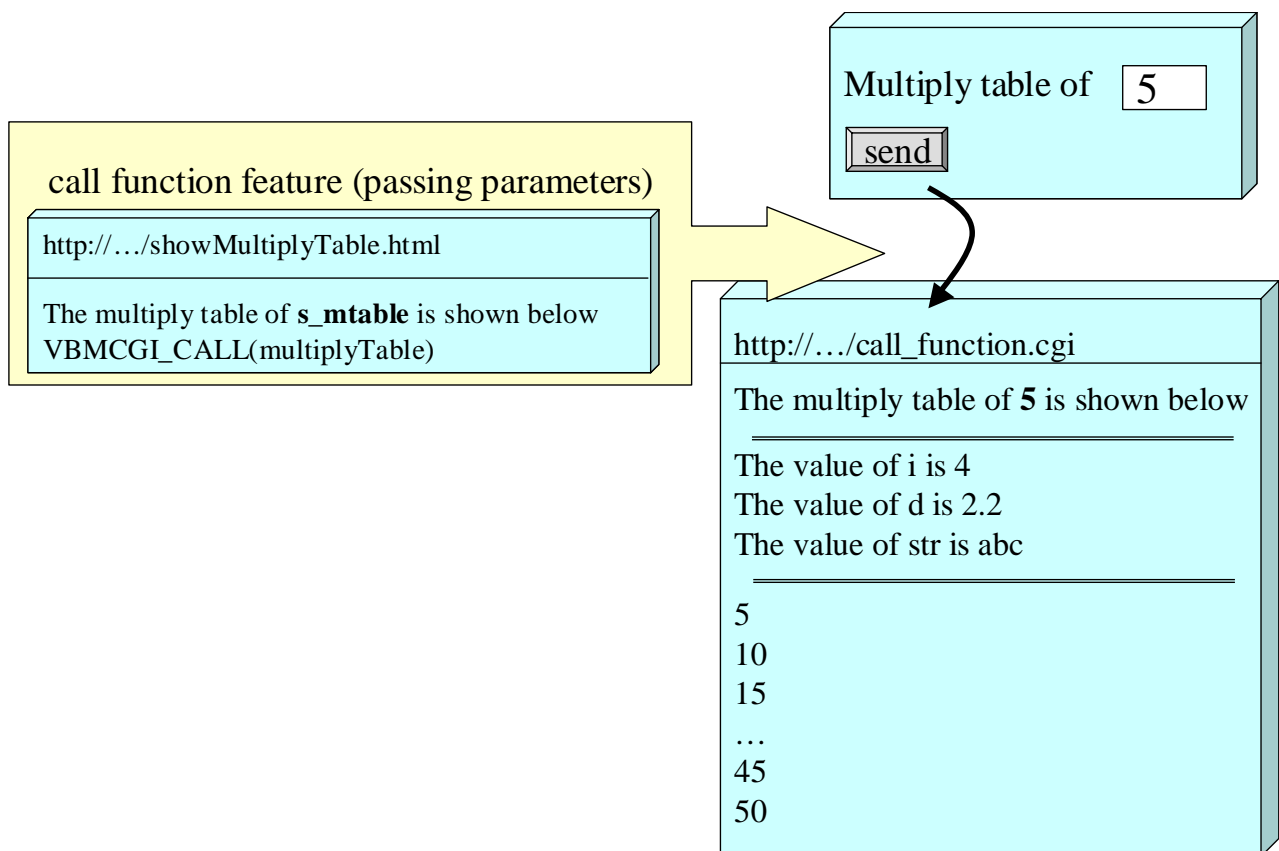 Multiply table of 5
send
call function feature (passing parameters)
http://…/showMultiplyTable.html
The multiply table of s_mtable is shown below
VBMCGI_CALL(multiplyTable)
http://…/call_function.cgi
The multiply table of 5 is shown below
The value of i is 4
The value of d is 2.2
The value of str is abc
5
10
15
…
45
50